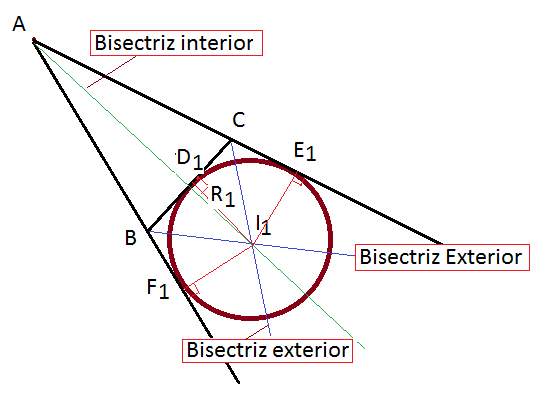 A
Bisectriz interior
C
D1
E1
R1
B
I1
Bisectriz Exterior
F1
Bisectriz exterior